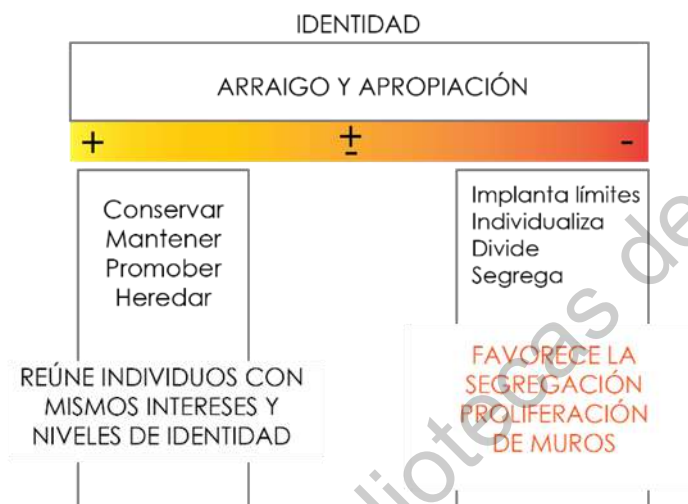 IDENTIDAD
ARRAIGO Y APROPIACIÓN
+ ± -
Conservar
Mantener
Promober
Heredar
REÚNE INDIVIDUOS CON
MISMOS INTERESES Y
NIVELES DE IDENTIDAD
Implanta límites
Individualiza
Divide
Segrega
FAVORECE LA
SEGREGACIÓN
PROLIFERACIÓN
DE MUROS